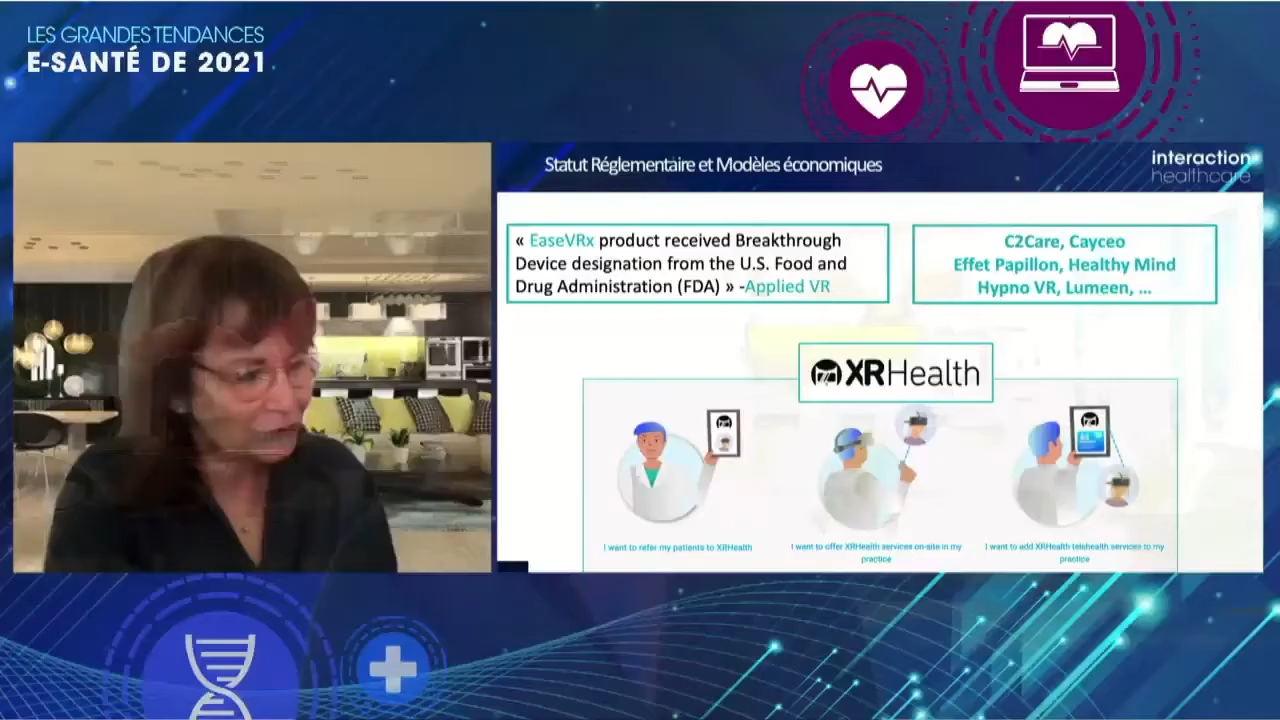 LES GRANDES TENDANCES
E-SANTÉ DE 2021
Statut Réglementaire et Modèles économiques
interaction
healthcare
« EaseVRx product received Breakthrough
Device designation from the U.S. Food and
Drug Administration (FDA) » -Applied VR
C2Care, Cayceo
Effet Papillon, Healthy Mind
Hypno VR, Lumeen, ...
XRHealth
I want to refer my patients to XRHealth
I want to offer XRHealth services on-site in my
practice
I want to add XRHealth telehealth services to my
practice